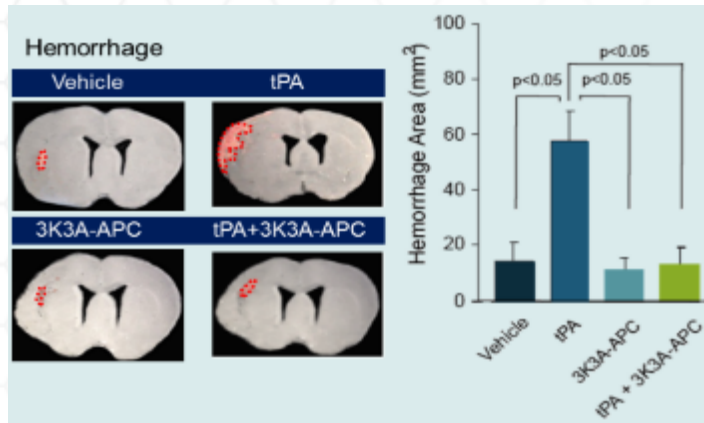 Hemorrhage
Vehicle
tPA
3K3A-APC
tPA+3K3A-APC
Hemorrhage Area (mm²)
100
80
60
40
20
0
p<0.05
p<0.05
p<0.05
Vehicle
tPA
3K3A-APC
tPA + 3K3A-APC